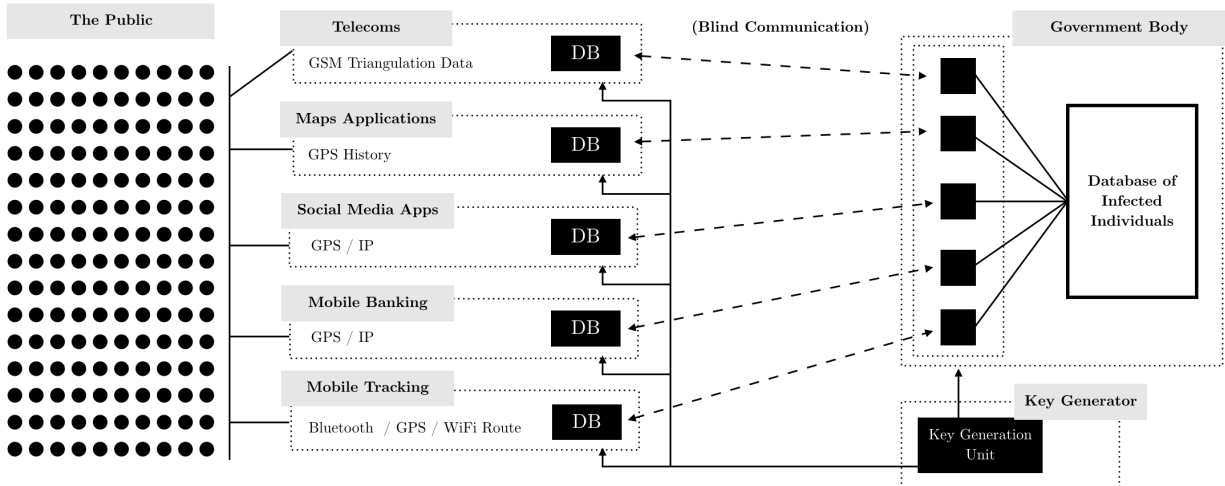 The Public
Telecoms
GSM Triangulation Data
DB
Maps Applications
GPS History
DB
Social Media Apps
GPS / IP
DB
Mobile Banking
GPS / IP
DB
Mobile Tracking
Bluetooth / GPS / WiFi Route
DB
(Blind Communication)
Government Body
Database of
Infected
Individuals
Key Generator
Key Generation
Unit